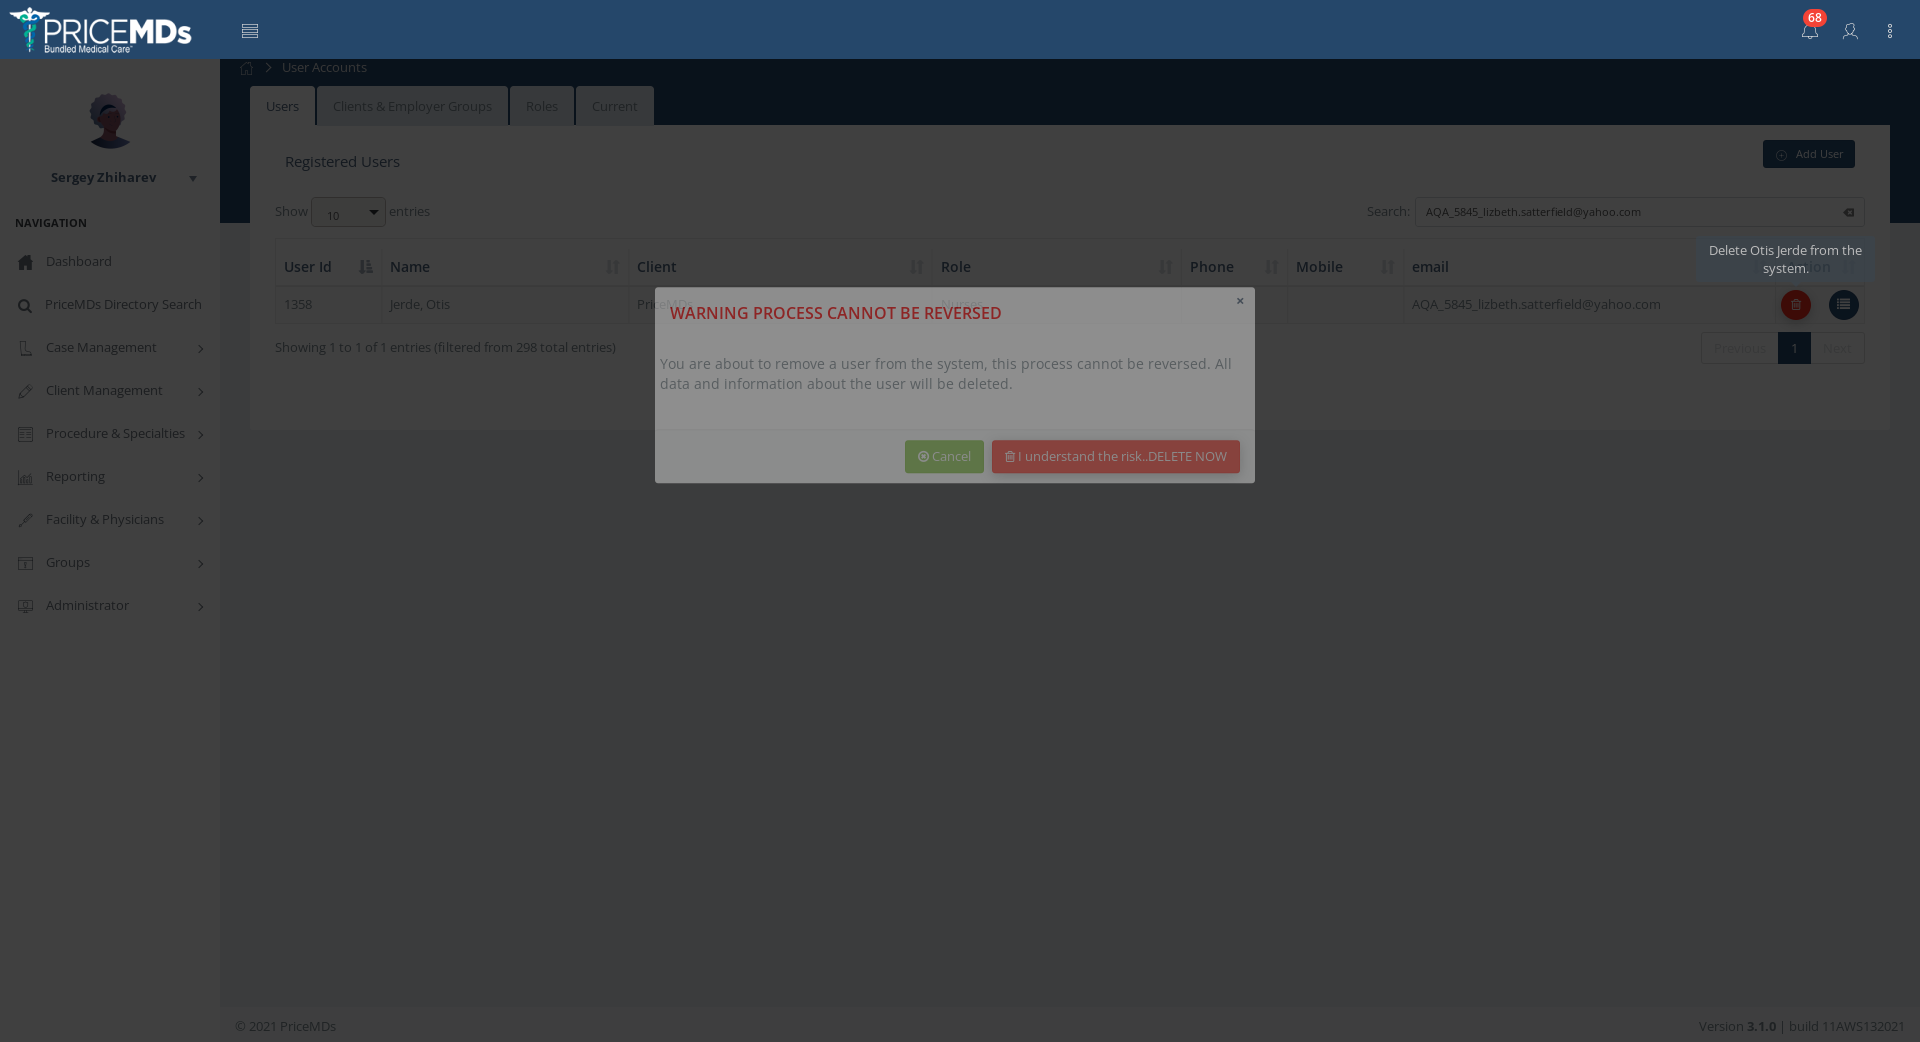 PRICEMDs
Bundled Medical Care
68
User Accounts
Users
Clients & Employer Groups
Roles
Current
Registered Users
Add User
Sergey Zhiharev
Show 10 entries
Search: AQA_5845_lizbeth.satterfield@yahoo.com
NAVIGATION
Dashboard
PriceMDs Directory Search
Case Management
Client Management
Procedure & Specialties
Reporting
Facility & Physicians
Groups
Administrator
Delete Otis Jerde from the
system.
User Id Name Client Role Phone Mobile email Action
1358 Jerde, Otis PriceMDs Nurses AQA_5845_lizbeth.satterfield@yahoo.com
Showing 1 to 1 of 1 entries (filtered from 298 total entries)
Previous 1 Next
×
WARNING PROCESS CANNOT BE REVERSED
You are about to remove a user from the system, this process cannot be reversed. All
data and information about the user will be deleted.
Cancel
I understand the risk..DELETE NOW
© 2021 PriceMDs
Version 3.1.0 | build 11AWS132021